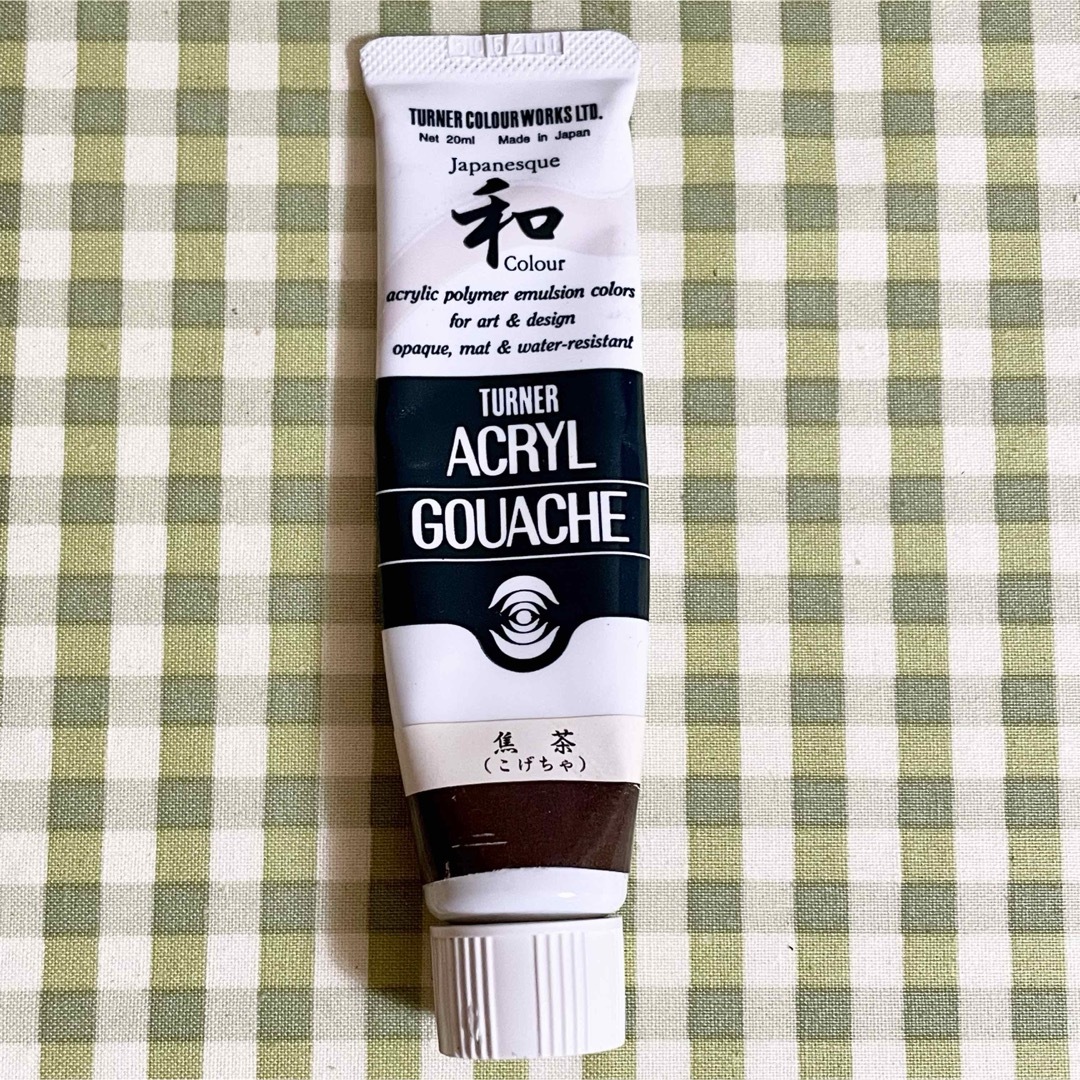 TURNER COLOUR WORKS LTD.
Net 20ml Made in Japan
Japanesque
和
Colour
acrylic polymer emulsion colors
for art & design
opaque, mat & water-resistant
TURNER
ACRYL
GOUACHE
焦 茶
(こげちゃ)